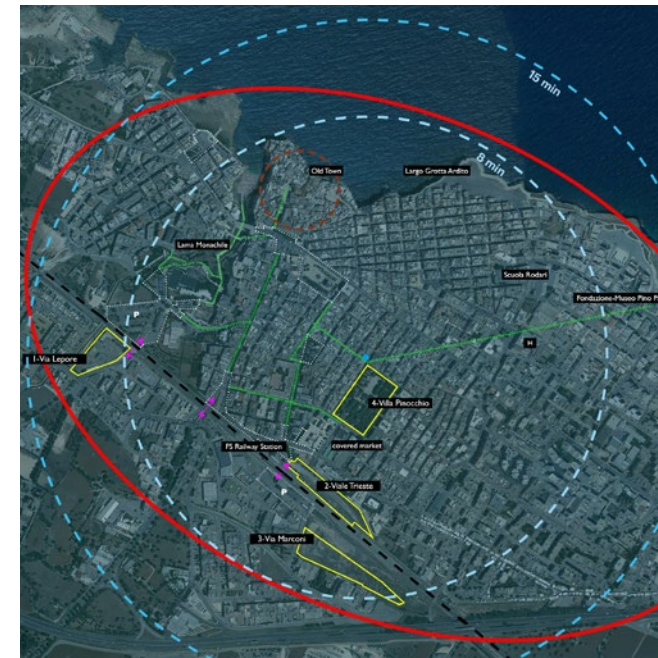 15 min
8 min
Old Town
Largo Grotta Ardito
Lama Monachile
Scuola Rodari
Fondazione-Museo Pino P
P
H
1-Via Lepore
4-Villa Pinocchio
FS Railway Station
covered market
2-Viale Trieste
P
3-Via Marconi